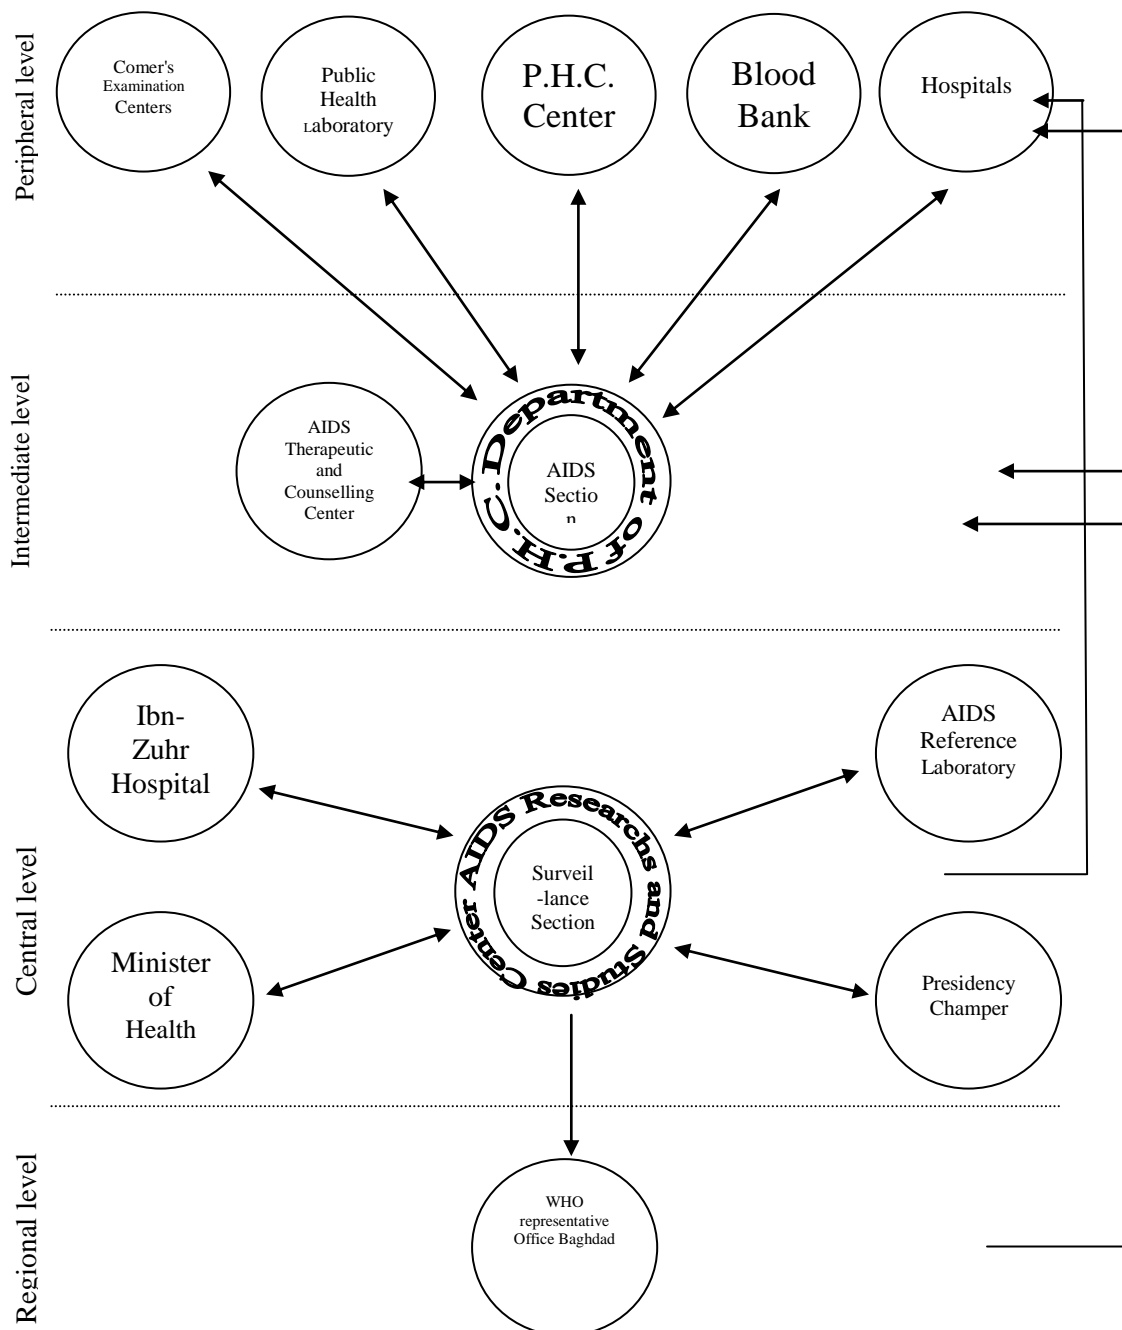 Peripheral level
Comer's
Examination
Centers
Public
Health
Laboratory
P.H.C.
Center
Blood
Bank
Hospitals
Intermediate level
AIDS
Therapeutic
and
Counselling
Center
Department of P.H.C.
AIDS
Sectio
n
Central level
Ibn-
Zuhr
Hospital
AIDS
Reference
Laboratory
AIDS Researchs and Studies Center
Surveil
-lance
Section
Minister
of
Health
Presidency
Champer
Regional level
WHO
representative
Office Baghdad